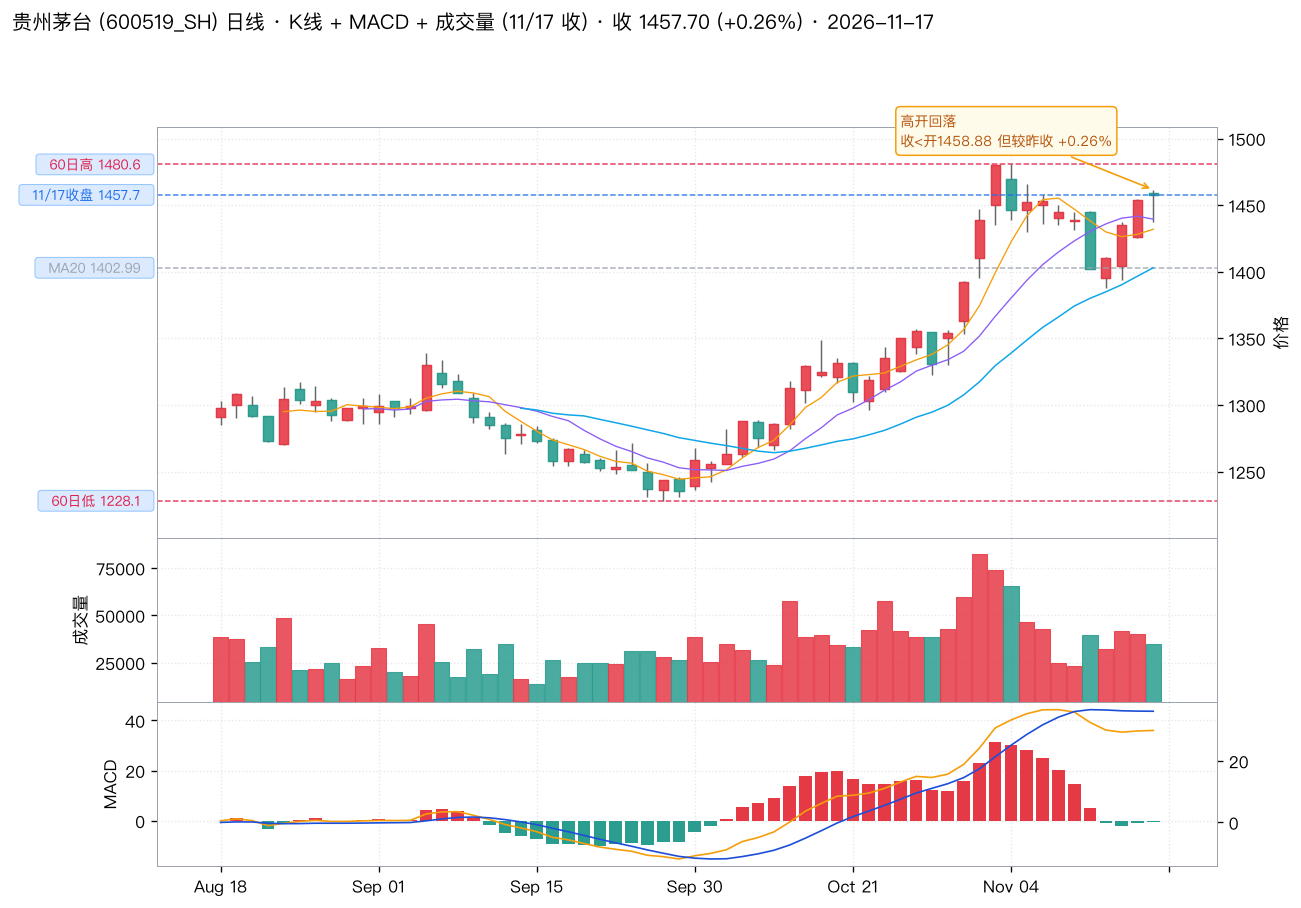 贵州茅台 (600519_SH) 日线 · K线 + MACD + 成交量 (11/17 收) · 收 1457.70 (+0.26%) · 2026−11−17
高开回落
收<开1458.88 但较昨收 +0.26%
60日高 1480.6
11/17收盘 1457.7
MA20 1402.99
60日低 1228.1
1500
1450
1400
1350
1300
1250
价格
75000
50000
25000
成交量
40
20
0
MACD
20
0
Aug 18
Sep 01
Sep 15
Sep 30
Oct 21
Nov 04